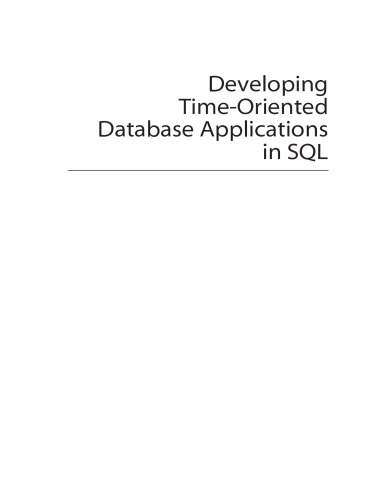 Developing
Time-Oriented
Database Applications
in SQL